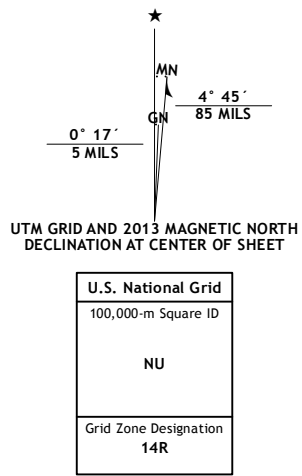 MN
GN
4° 45´
85 MILS
0° 17´
5 MILS
UTM GRID AND 2013 MAGNETIC NORTH
DECLINATION AT CENTER OF SHEET
U.S. National Grid
100,000-m Square ID
NU
Grid Zone Designation
14R